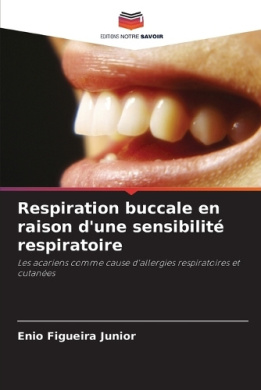 EDITIONS NOTRE SAVOIR
Respiration buccale en
raison d'une sensibilité
respiratoire
Les acariens comme cause d'allergies respiratoires et
cutanées
Enio Figueira Junior